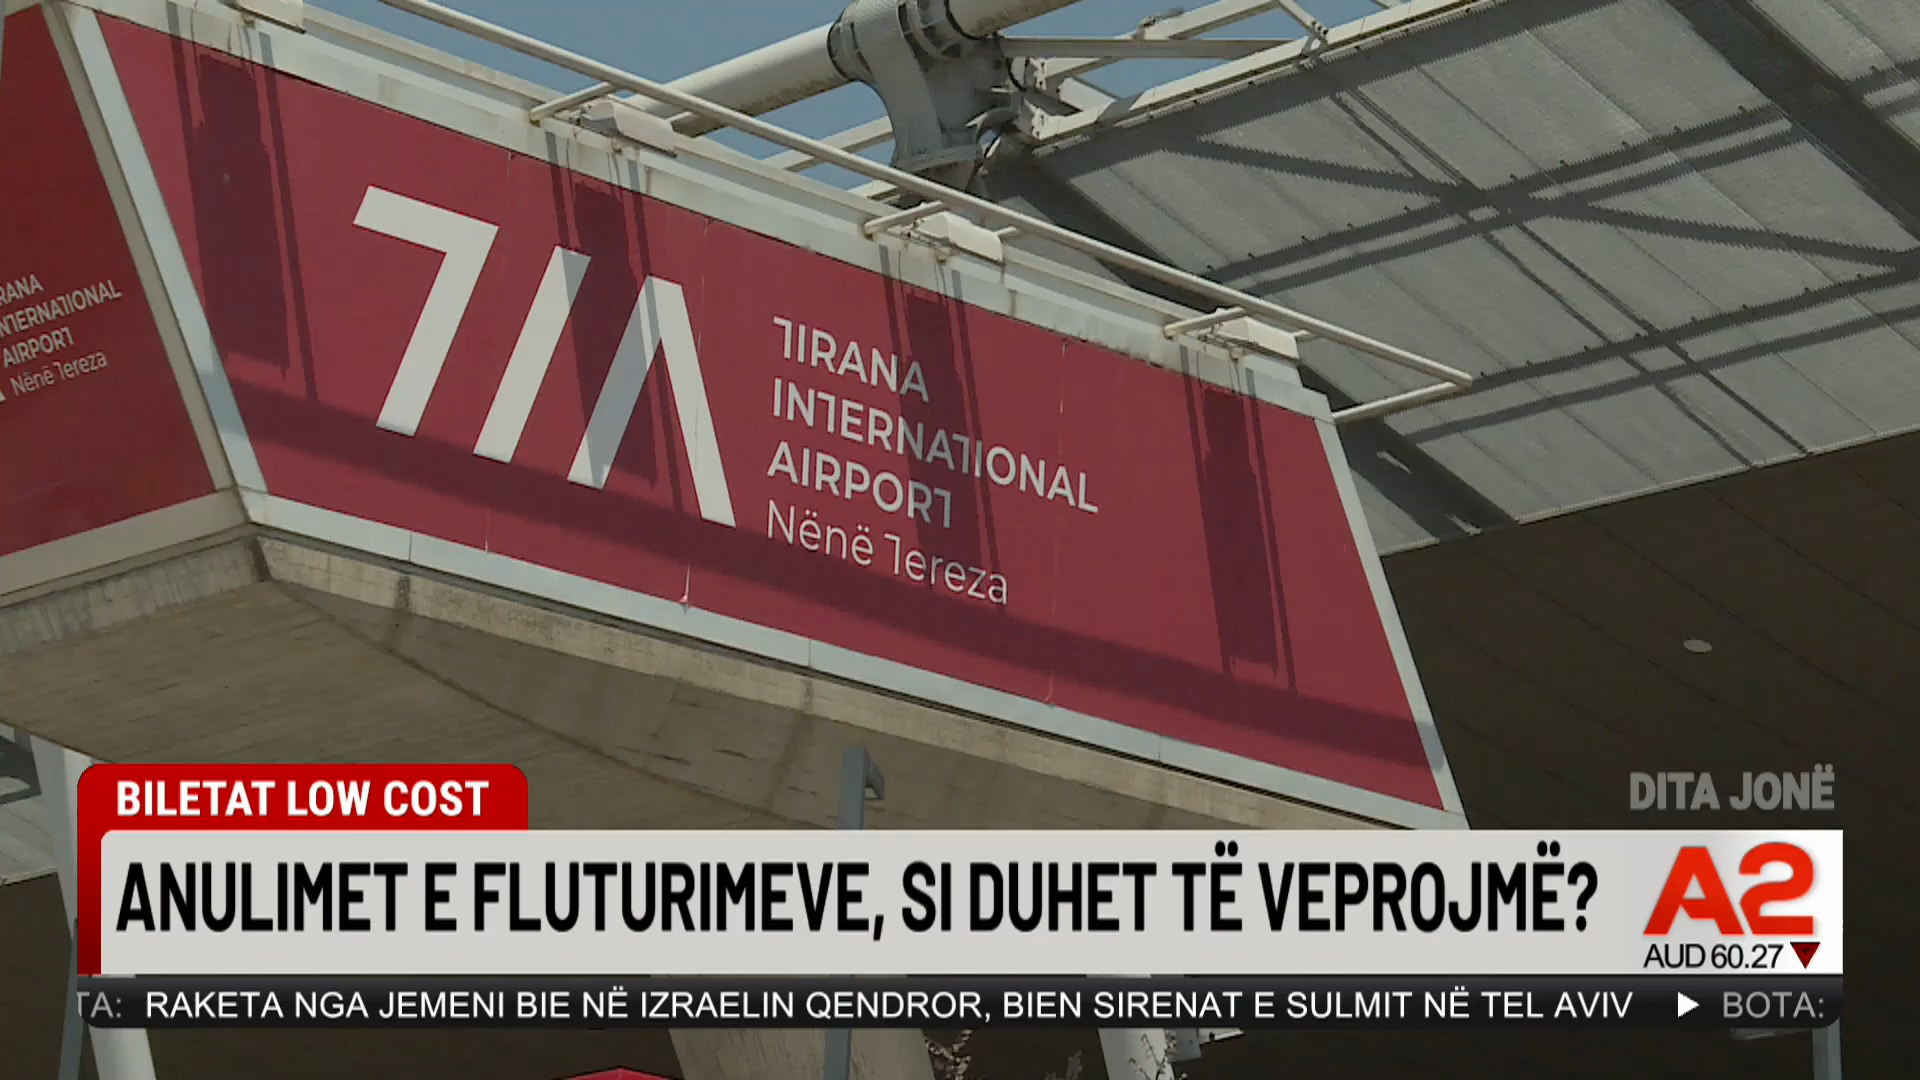 RANA
INTERNATIONAL
AIRPORT
Nënë Tereza
TIA
TIRANA
INTERNATIONAL
AIRPORT
Nënë Tereza
DITA JONË
BILETAT LOW COST
ANULIMET E FLUTURIMEVE, SI DUHET TË VEPROJMË?
A2
AUD 60.27
TA: RAKETA NGA JEMENI BIE NË IZRAELIN QENDROR, BIEN SIRENAT E SULMIT NË TEL AVIV BOTA: